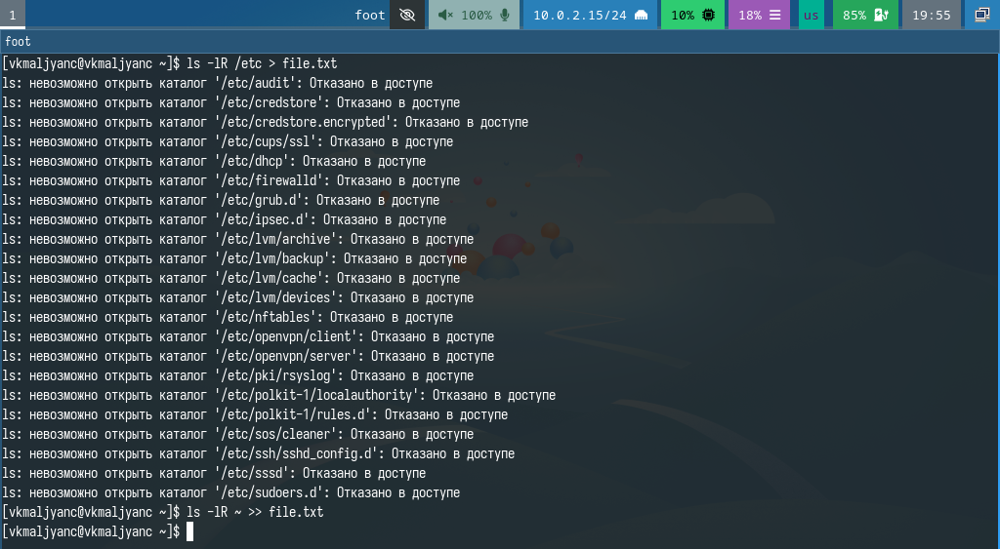 1
foot
100%
10.0.2.15/24
10%
18%
us
85%
19:55
foot
[vkmaljyanc@vkmaljyanc ~]$ ls -lR /etc > file.txt
ls: невозможно открыть каталог '/etc/audit': Отказано в доступе
ls: невозможно открыть каталог '/etc/credstore': Отказано в доступе
ls: невозможно открыть каталог '/etc/credstore.encrypted': Отказано в доступе
ls: невозможно открыть каталог '/etc/cups/ssl': Отказано в доступе
ls: невозможно открыть каталог '/etc/dhcp': Отказано в доступе
ls: невозможно открыть каталог '/etc/firewalld': Отказано в доступе
ls: невозможно открыть каталог '/etc/grub.d': Отказано в доступе
ls: невозможно открыть каталог '/etc/ipsec.d': Отказано в доступе
ls: невозможно открыть каталог '/etc/lvm/archive': Отказано в доступе
ls: невозможно открыть каталог '/etc/lvm/backup': Отказано в доступе
ls: невозможно открыть каталог '/etc/lvm/cache': Отказано в доступе
ls: невозможно открыть каталог '/etc/lvm/devices': Отказано в доступе
ls: невозможно открыть каталог '/etc/nftables': Отказано в доступе
ls: невозможно открыть каталог '/etc/openvpn/client': Отказано в доступе
ls: невозможно открыть каталог '/etc/openvpn/server': Отказано в доступе
ls: невозможно открыть каталог '/etc/pki/rsyslog': Отказано в доступе
ls: невозможно открыть каталог '/etc/polkit-1/localauthority': Отказано в доступе
ls: невозможно открыть каталог '/etc/polkit-1/rules.d': Отказано в доступе
ls: невозможно открыть каталог '/etc/sos/cleaner': Отказано в доступе
ls: невозможно открыть каталог '/etc/ssh/sshd_config.d': Отказано в доступе
ls: невозможно открыть каталог '/etc/sssd': Отказано в доступе
ls: невозможно открыть каталог '/etc/sudoers.d': Отказано в доступе
[vkmaljyanc@vkmaljyanc ~]$ ls -lR ~ >> file.txt
[vkmaljyanc@vkmaljyanc ~]$